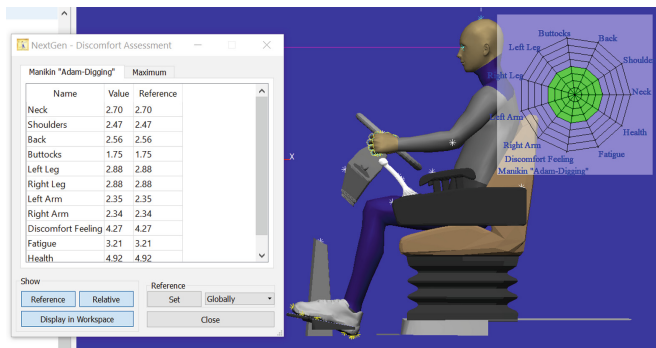 NextGen - Discomfort Assessment
Manikin "Adam-Digging" Maximum
Name Value Reference
Neck 2.70 2.70
Shoulders 2.47 2.47
Back 2.56 2.56
Buttocks 1.75 1.75
Left Leg 2.88 2.88
Right Leg 2.88 2.88
Left Arm 2.35 2.35
Right Arm 2.34 2.34
Discomfort Feeling 4.27 4.27
Fatigue 3.21 3.21
Health 4.92 4.92
Show
Reference Relative
Display in Workspace
Reference
Set Globally
Close
X
Buttocks
Back
Left Leg
Shoulde
Right Leg
Neck
Left Arm
Health
Right Arm
Fatigue
Discomfort Feeling
Manikin "Adam-Digging"